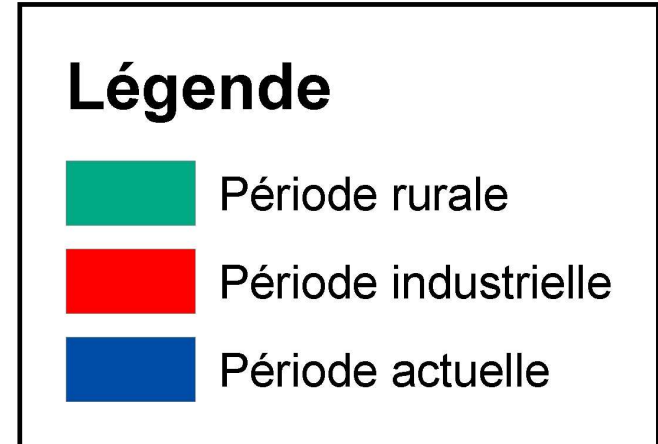 Légende
Période rurale
Période industrielle
Période actuelle